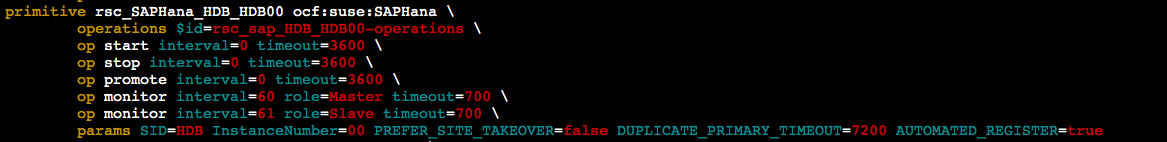 primitive rsc_SAPHana_HDB_HDB00 ocf:suse:SAPHana \
operations $id=rsc_sap_HDB_HDB00-operations \
op start interval=0 timeout=3600 \
op stop interval=0 timeout=3600 \
op promote interval=0 timeout=3600 \
op monitor interval=60 role=Master timeout=700 \
op monitor interval=61 role=Slave timeout=700 \
params SID=HDB InstanceNumber=00 PREFER_SITE_TAKEOVER=false DUPLICATE_PRIMARY_TIMEOUT=7200 AUTOMATED_REGISTER=true